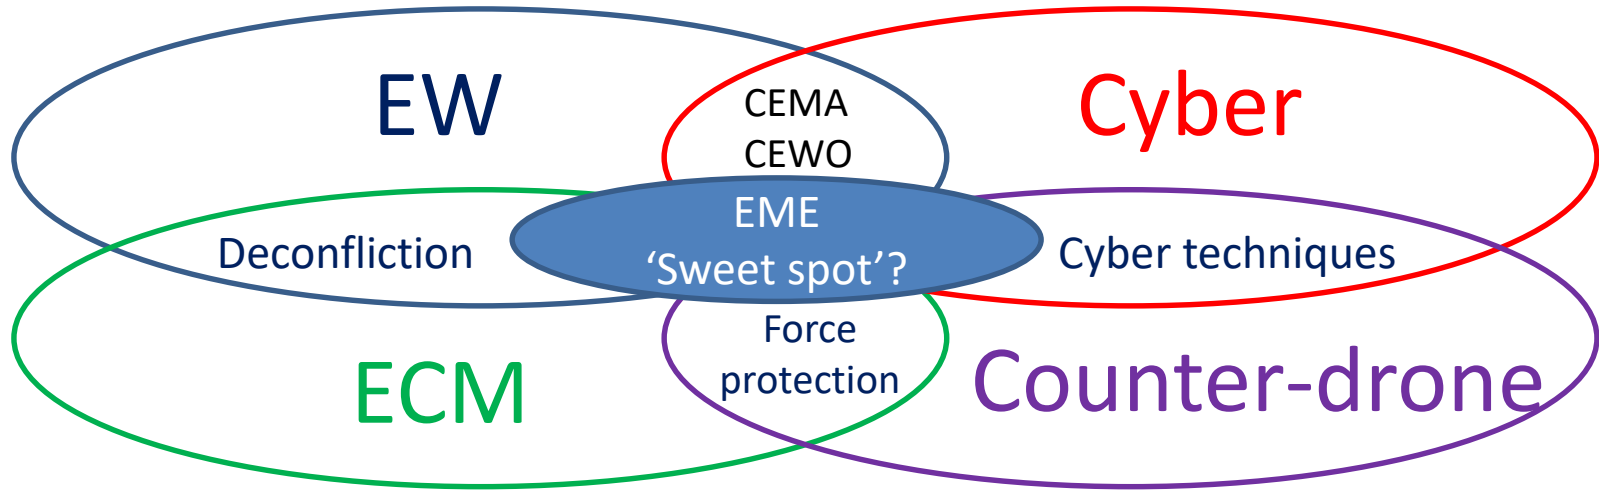 EW
CEMA
CEWO
Cyber
EME
‘Sweet spot’?
Deconfliction
Cyber techniques
Force
protection
ECM
Counter-drone